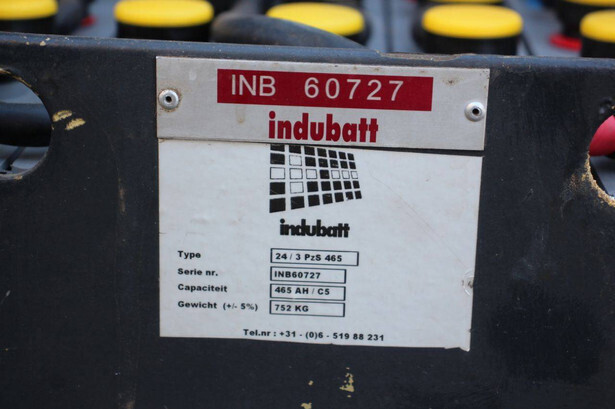 INB 60727
indubatt
indubatt
Type 24 / 3 PzS 465
Serie nr. INB60727
Capaciteit 465 AH / C5
Gewicht (+/- 5%) 752 KG
Tel.nr : +31 - (0)6 - 519 88 231